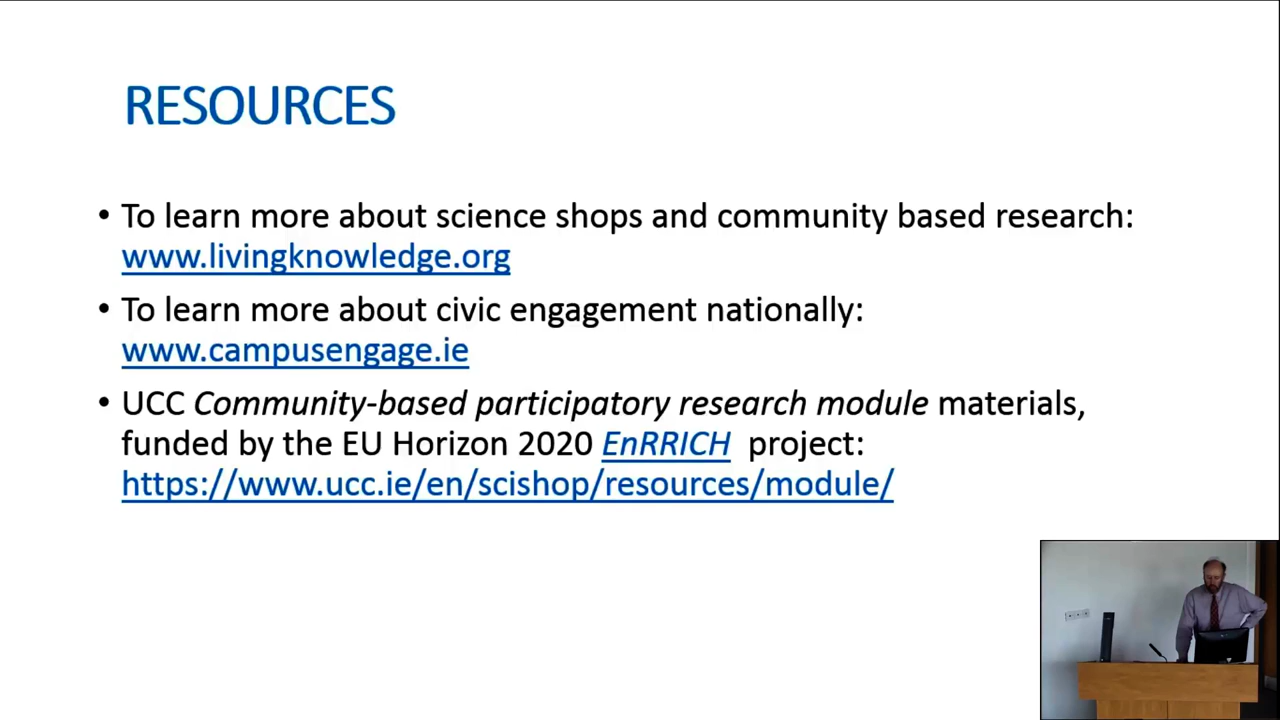 RESOURCES
• To learn more about science shops and community based research:
www.livingknowledge.org
• To learn more about civic engagement nationally:
www.campusengage.ie
• UCC Community-based participatory research module materials,
funded by the EU Horizon 2020 EnRRICH project:
https://www.ucc.ie/en/scishop/resources/module/